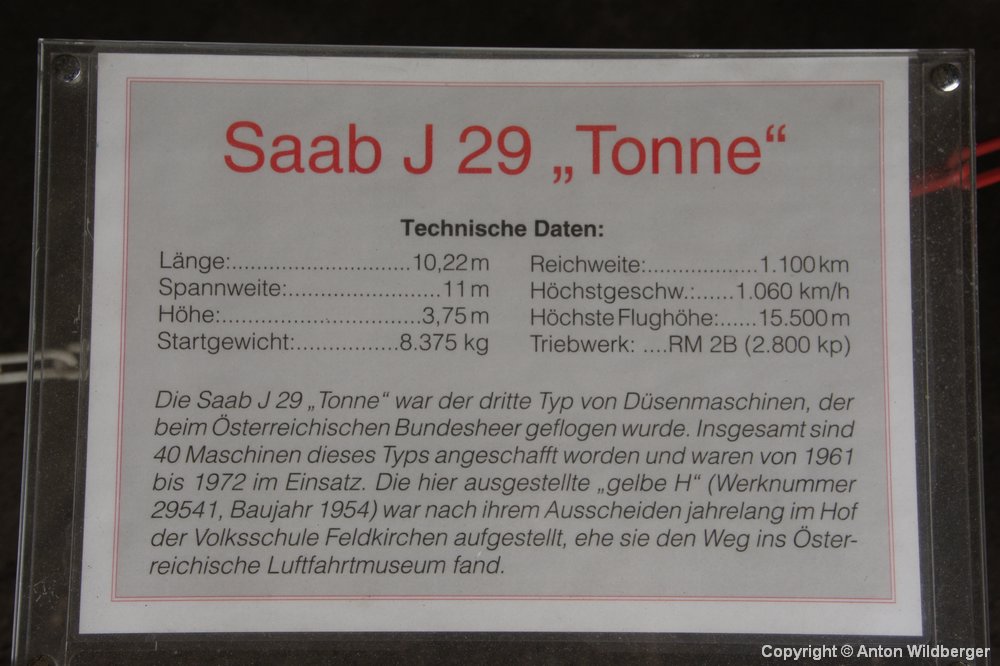 Saab J 29 „Tonne“
Technische Daten:
Länge:............................10,22 m
Spannweite:........................11 m
Höhe:................................3,75 m
Startgewicht:................8.375 kg
Reichweite:..................1.100 km
Höchstgeschw.:......1.060 km/h
Höchste Flughöhe:......15.500 m
Triebwerk: ....RM 2B (2.800 kp)
Die Saab J 29 „Tonne“ war der dritte Typ von Düsenmaschinen, der
beim Österreichischen Bundesheer geflogen wurde. Insgesamt sind
40 Maschinen dieses Typs angeschafft worden und waren von 1961
bis 1972 im Einsatz. Die hier ausgestellte „gelbe H“ (Werknummer
29541, Baujahr 1954) war nach ihrem Ausscheiden jahrelang im Hof
der Volksschule Feldkirchen aufgestellt, ehe sie den Weg ins Öster-
reichische Luftfahrtmuseum fand.
Copyright © Anton Wildberger